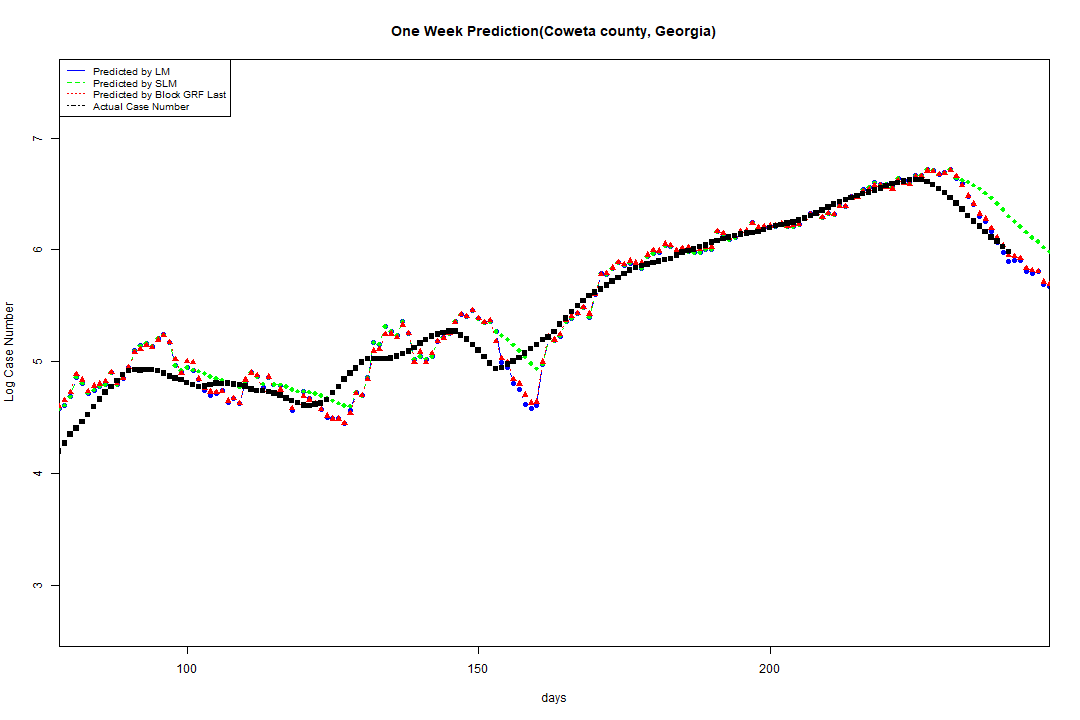 One Week Prediction(Coweta county, Georgia)
Predicted by LM
Predicted by SLM
Predicted by Block GRF Last
Actual Case Number
7
6
5
4
3
Log Case Number
100 150 200
days